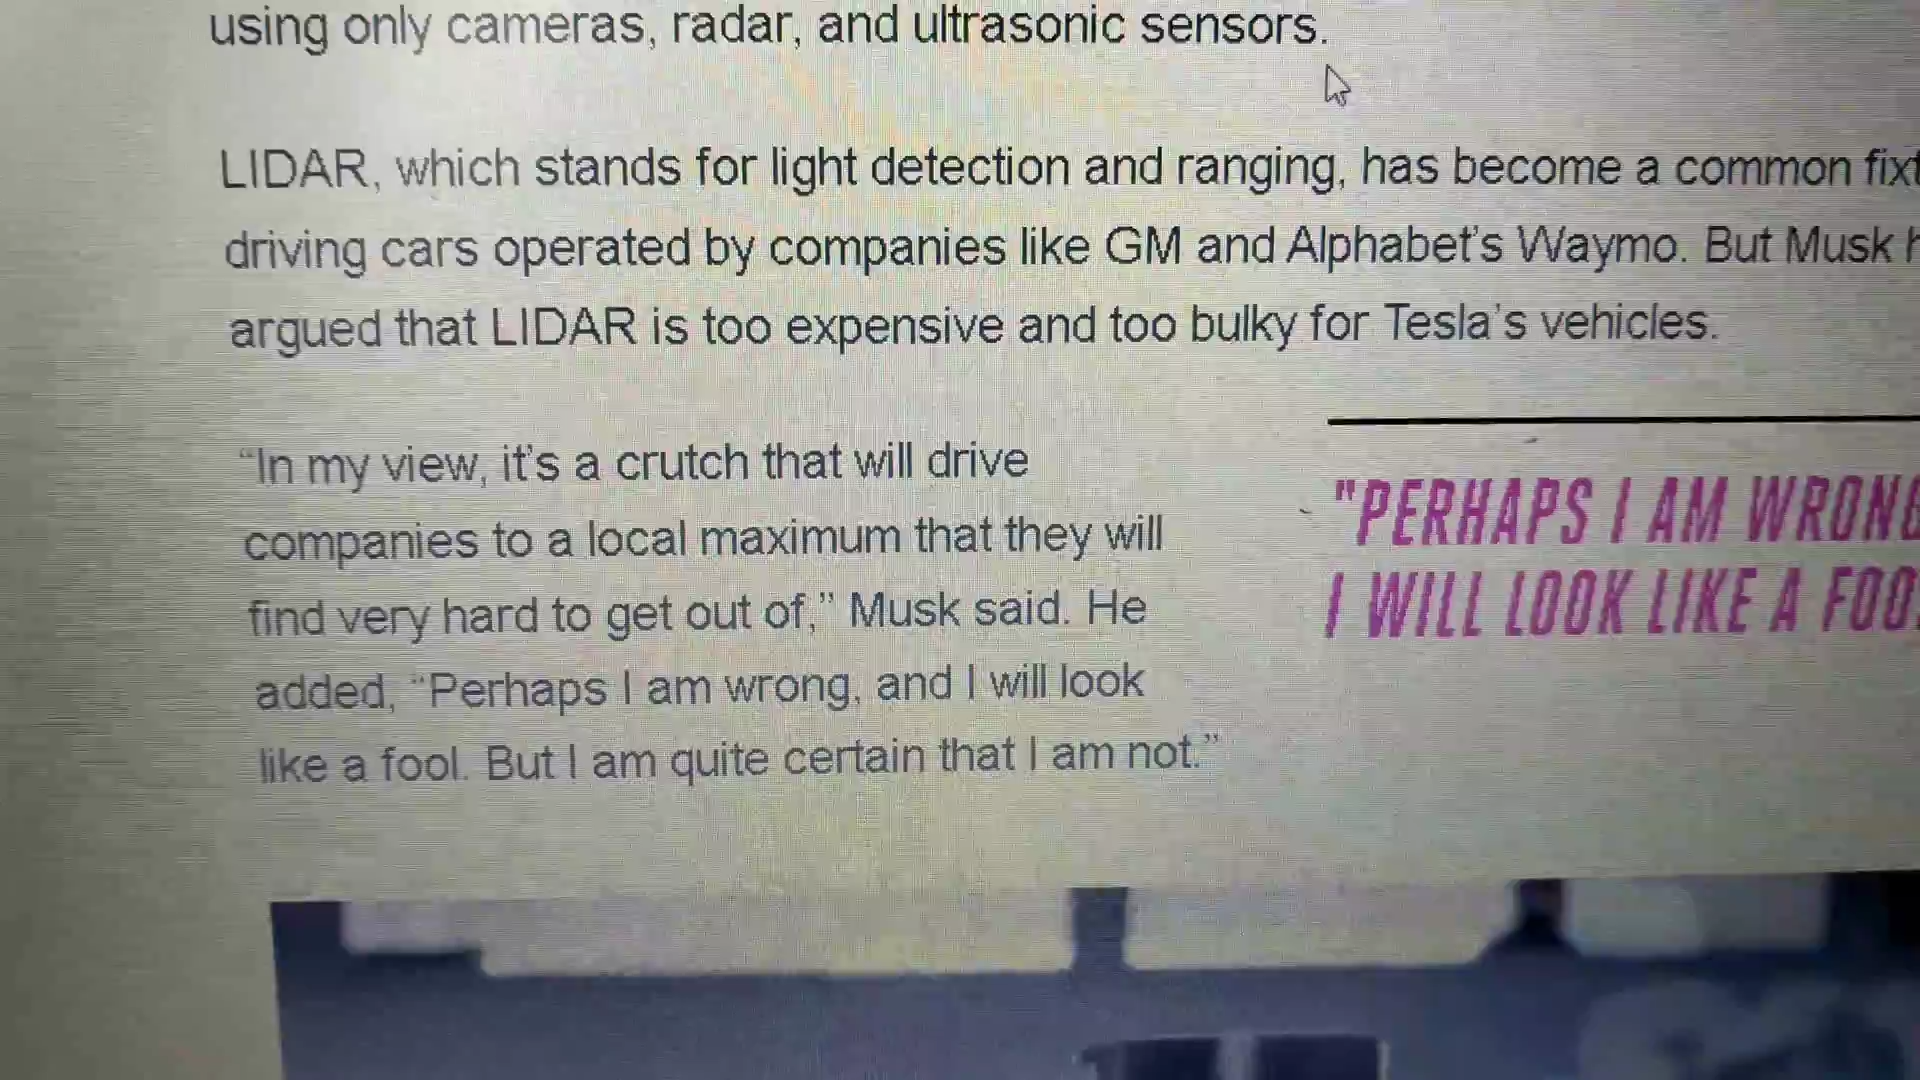 using only cameras, radar, and ultrasonic sensors.
LIDAR, which stands for light detection and ranging, has become a common
driving cars operated by companies like GM and Alphabet's Waymo. But Musk
argued that LIDAR is too expensive and too bulky for Tesla's vehicles.
“In my view, it's a crutch that will drive
companies to a local maximum that they will
find very hard to get out of,” Musk said. He
added, “Perhaps I am wrong, and I will look
like a fool. But I am quite certain that I am not.”
"PERHAPS I AM WRONG
I WILL LOOK LIKE A